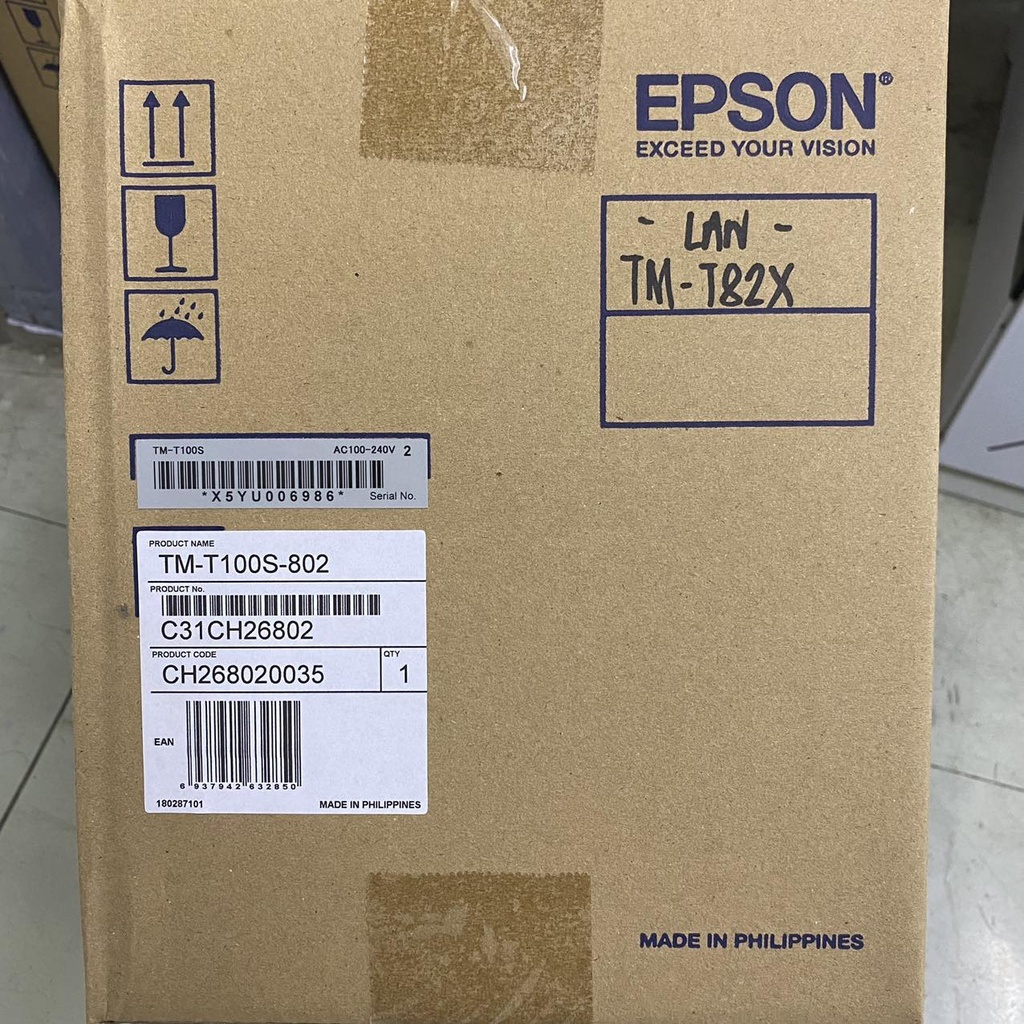 EPSON®
EXCEED YOUR VISION
- LAN -
TM-T82X
TM-T100S AC100-240V 2
*X5YU006986* Serial No.
PRODUCT NAME
TM-T100S-802
PRODUCT No.
C31CH26802
PRODUCT CODE QTY
CH268020035 1
EAN
6 937942 632850
180287101 MADE IN PHILIPPINES
MADE IN PHILIPPINES